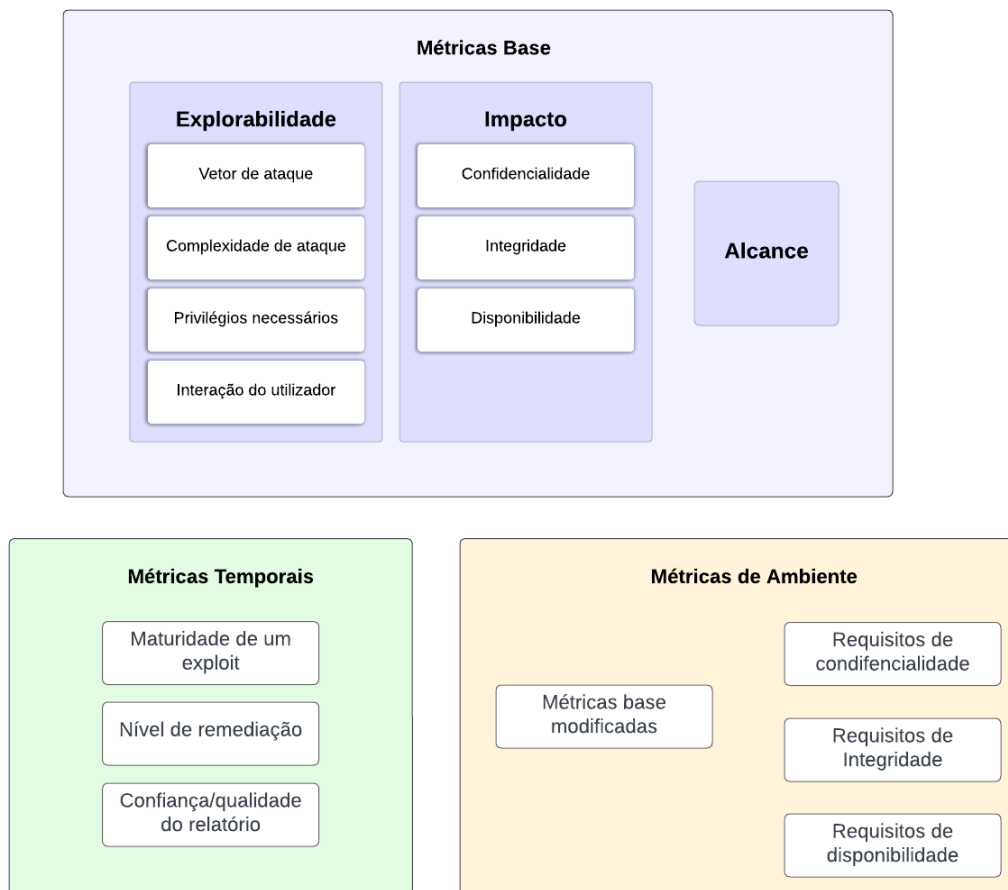 Métricas Base
Explorabilidade
Vetor de ataque
Complexidade de ataque
Privilégios necessários
Interação do utilizador
Impacto
Confidencialidade
Integridade
Disponibilidade
Alcance
Métricas Temporais
Maturidade de um
exploit
Nível de remediação
Confiança/qualidade
do relatório
Métricas de Ambiente
Métricas base
modificadas
Requisitos de
condifencialidade
Requisitos de
Integridade
Requisitos de
disponibilidade